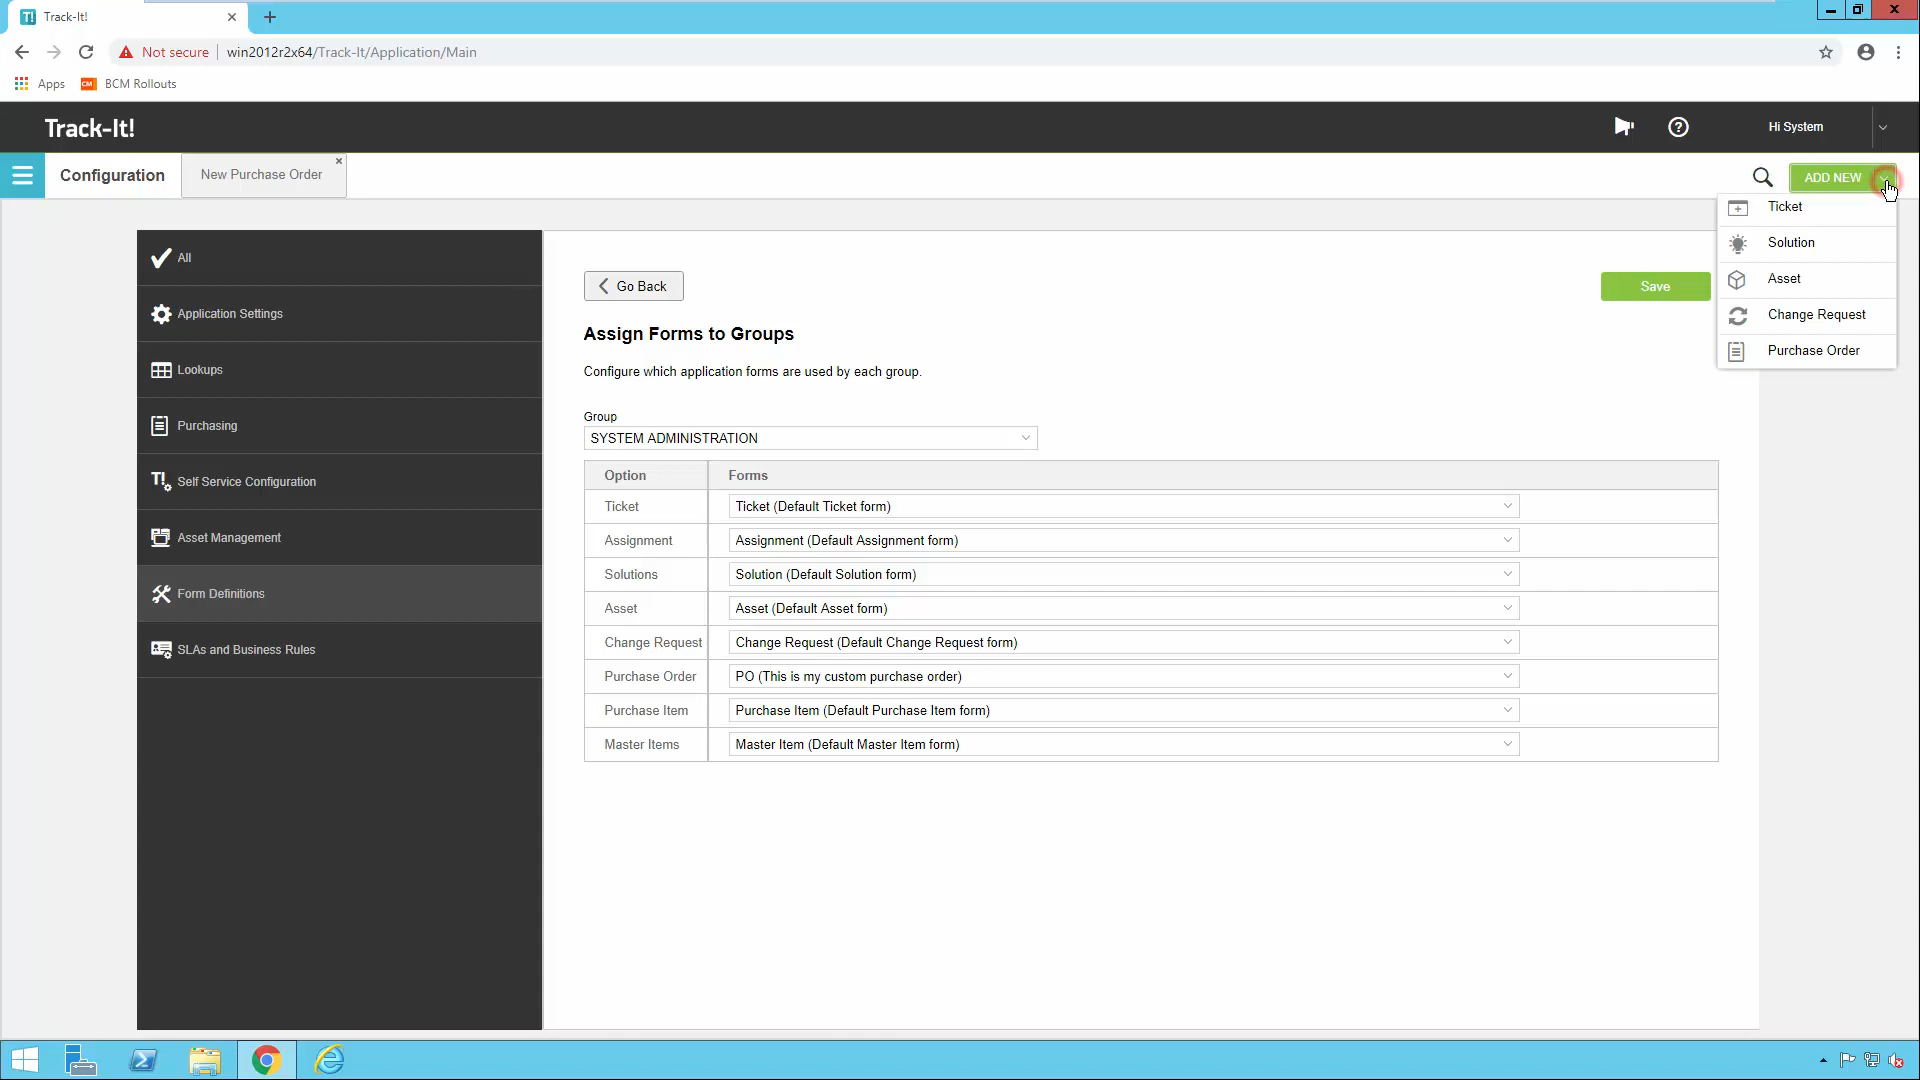 Track-It!
Not secure
win2012r2x64/Track-It/Application/Main
Apps
CM
BCM Rollouts
Track-It!
Hi System
Configuration
New Purchase Order
ADD NEW
Ticket
Solution
Asset
Change Request
Purchase Order
All
Application Settings
Lookups
Purchasing
Self Service Configuration
Asset Management
Form Definitions
SLAs and Business Rules
Go Back
Save
Assign Forms to Groups
Configure which application forms are used by each group.
Group
SYSTEM ADMINISTRATION
Option Forms
Ticket Ticket (Default Ticket form)
Assignment Assignment (Default Assignment form)
Solutions Solution (Default Solution form)
Asset Asset (Default Asset form)
Change Request Change Request (Default Change Request form)
Purchase Order PO (This is my custom purchase order)
Purchase Item Purchase Item (Default Purchase Item form)
Master Items Master Item (Default Master Item form)